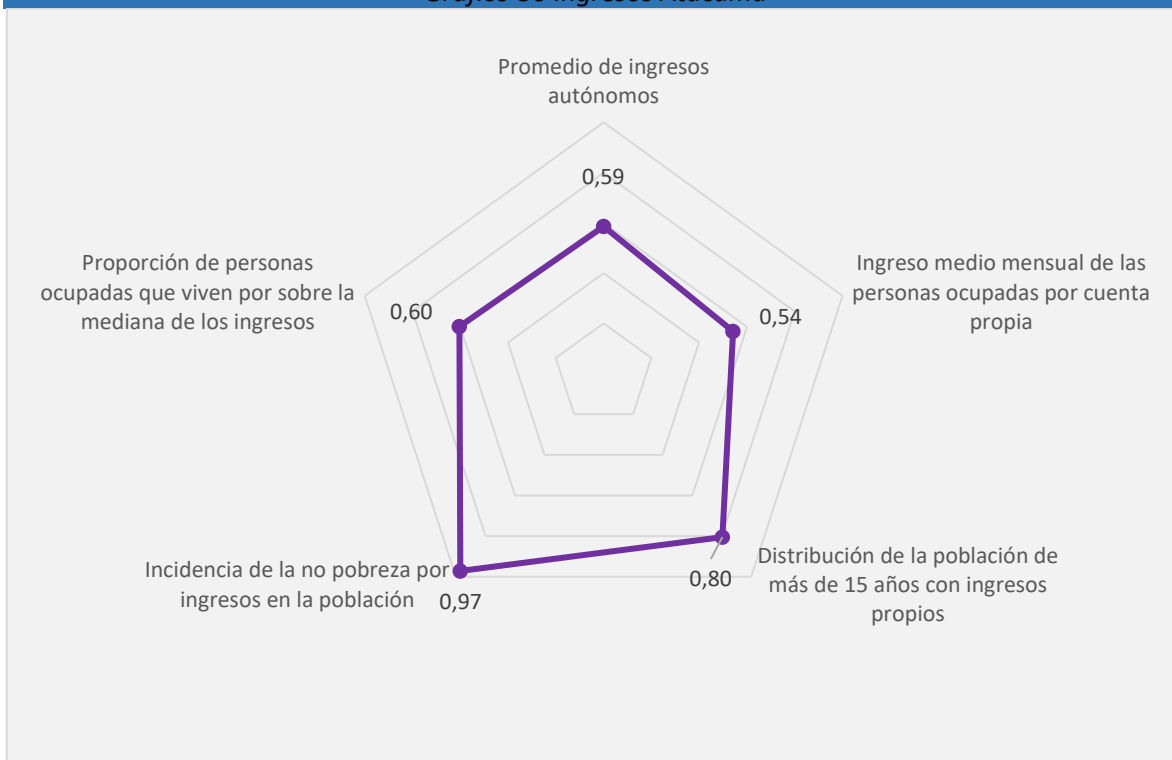 Promedio de ingresos
autónomos
0,59
Proporción de personas
ocupadas que viven por sobre la
mediana de los ingresos
0,60
Ingreso medio mensual de las
personas ocupadas por cuenta
propia
0,54
Incidencia de la no pobreza por
ingresos en la población
0,97
Distribución de la población de
más de 15 años con ingresos
propios
0,80